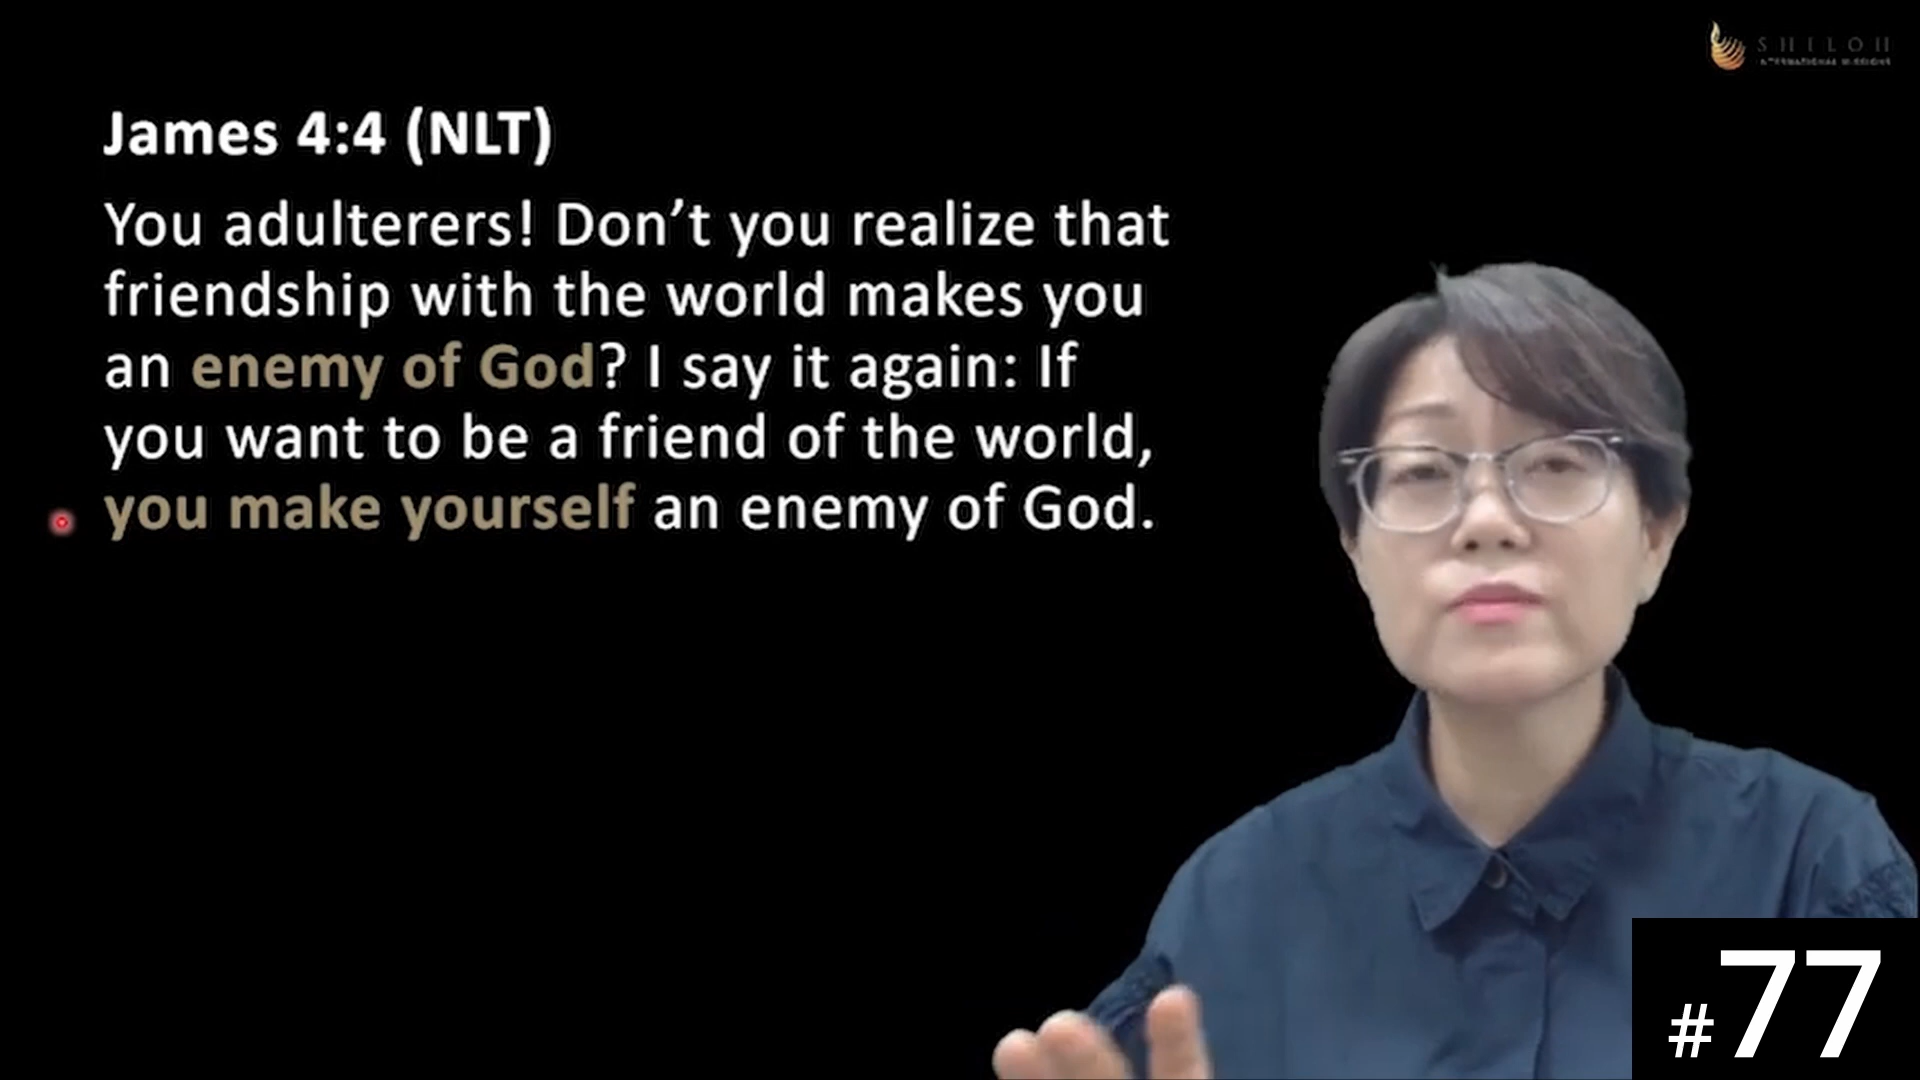 SHILOH
INTERNATIONAL MISSIONS
James 4:4 (NLT)
You adulterers! Don’t you realize that
friendship with the world makes you
an enemy of God? I say it again: If
you want to be a friend of the world,
you make yourself an enemy of God.
#77